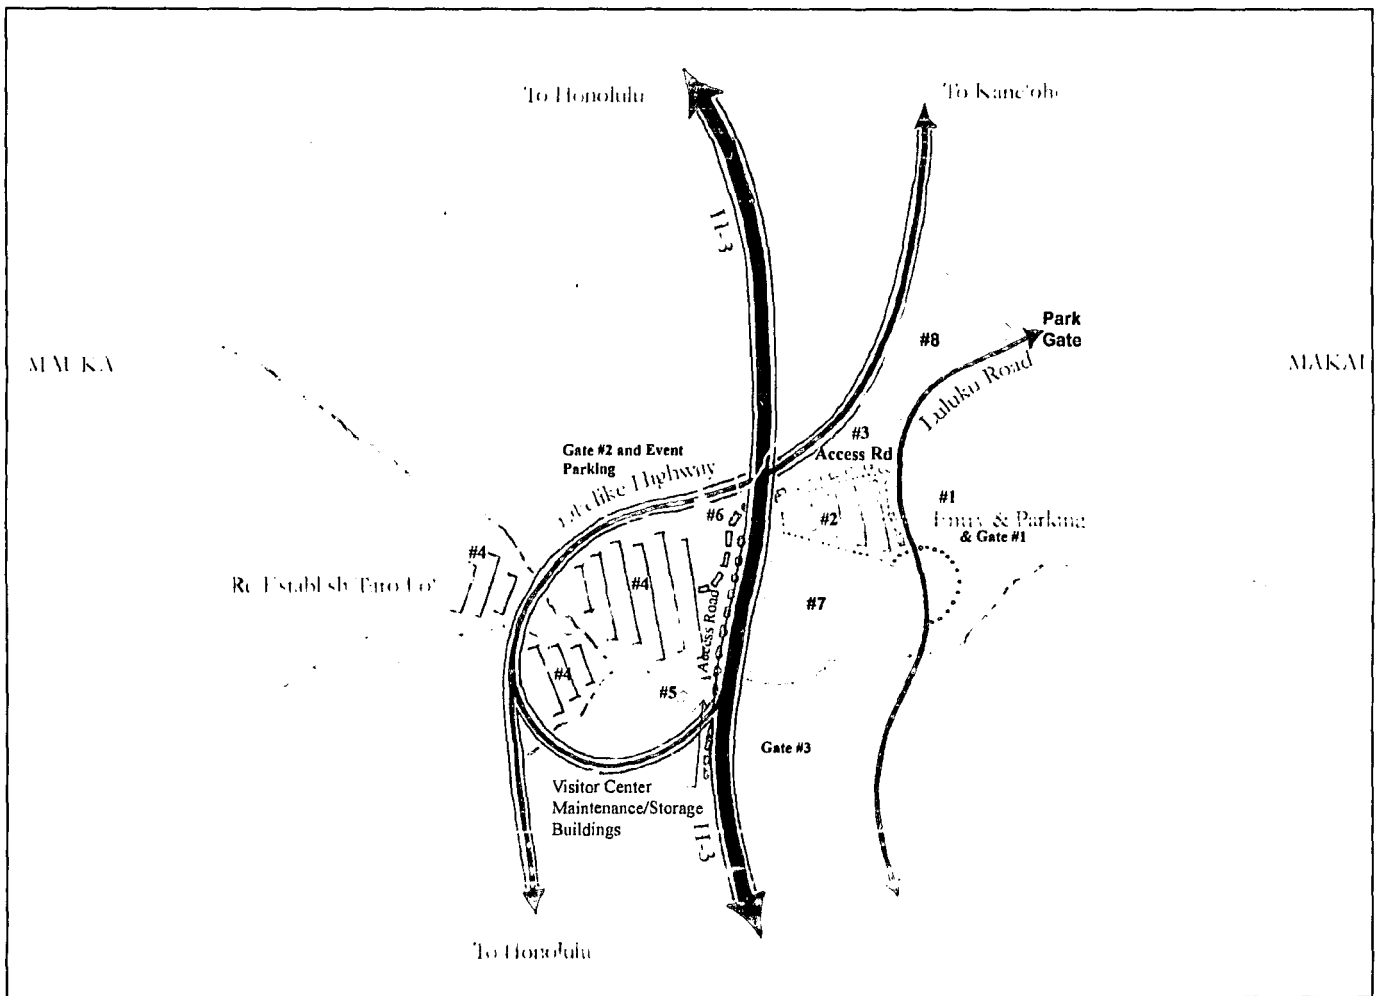 To Honolulu
To Kane'ohe
H-3
Park
Gate
#8
MAUKA
MAKAI
Luluku Road
#3
Access Rd
Gate #2 and Event
Parking
Highway
#1
Entry & Parking
& Gate #1
#6
#2
#4
#4
#7
Access Road
#4
#5
Gate #3
Visitor Center
Maintenance/Storage
Buildings
H-3
To Honolulu